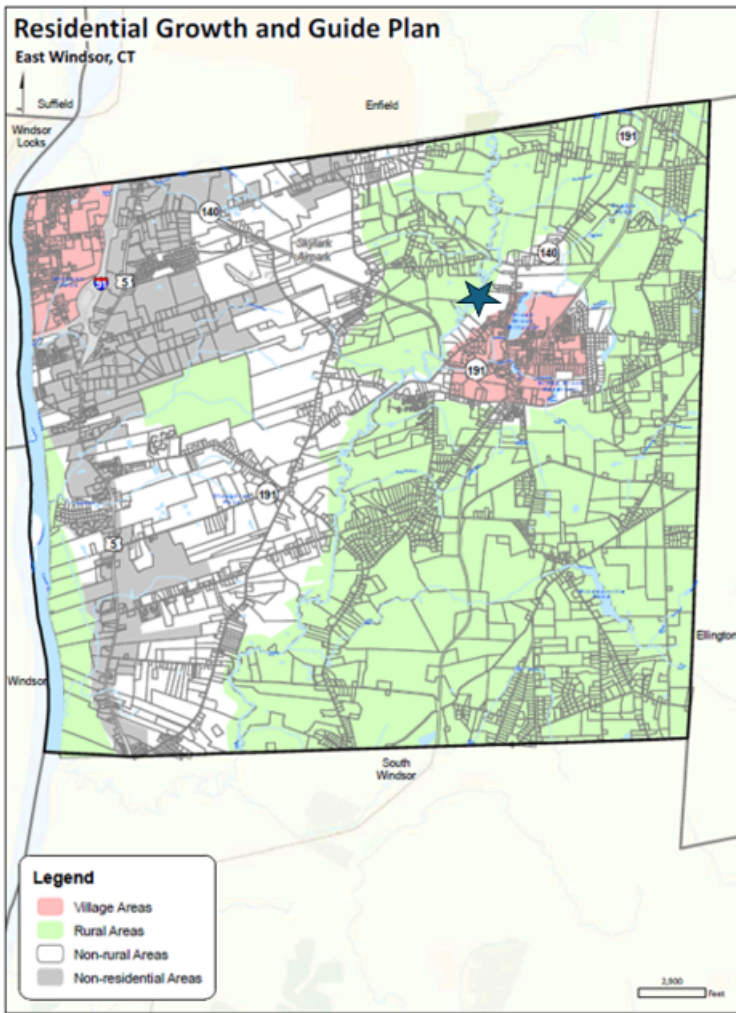 Residential Growth and Guide Plan
East Windsor, CT
Suffield
Enfield
Windsor
Locks
191
140
Skylark
Airpark
140
91
5
191
191
5
Ellington
Windsor
South
Windsor
Legend
Village Areas
Rural Areas
Non-rural Areas
Non-residential Areas
2,900
Feet